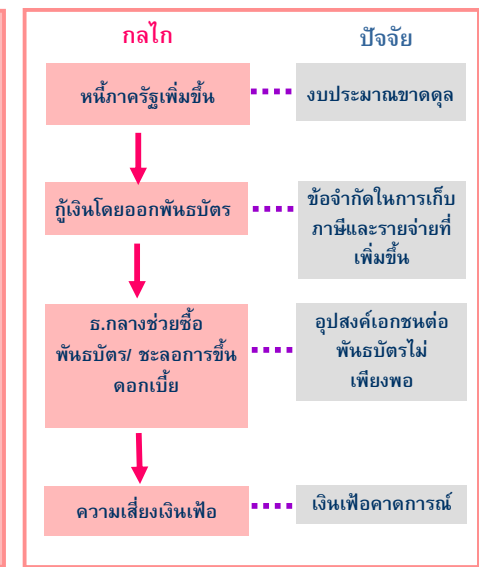 กลไก
ปัจจัย
หนี้ภาครัฐเพิ่มขึ้น
งบประมาณขาดดุล
กู้เงินโดยออกพันธบัตร
ข้อจำกัดในการเก็บ
ภาษีและรายจ่ายที่
เพิ่มขึ้น
ธ.กลางช่วยซื้อ
พันธบัตร/ ชะลอการขึ้น
ดอกเบี้ย
อุปสงค์เอกชนต่อ
พันธบัตรไม่
เพียงพอ
ความเสี่ยงเงินเฟ้อ
เงินเฟ้อคาดการณ์